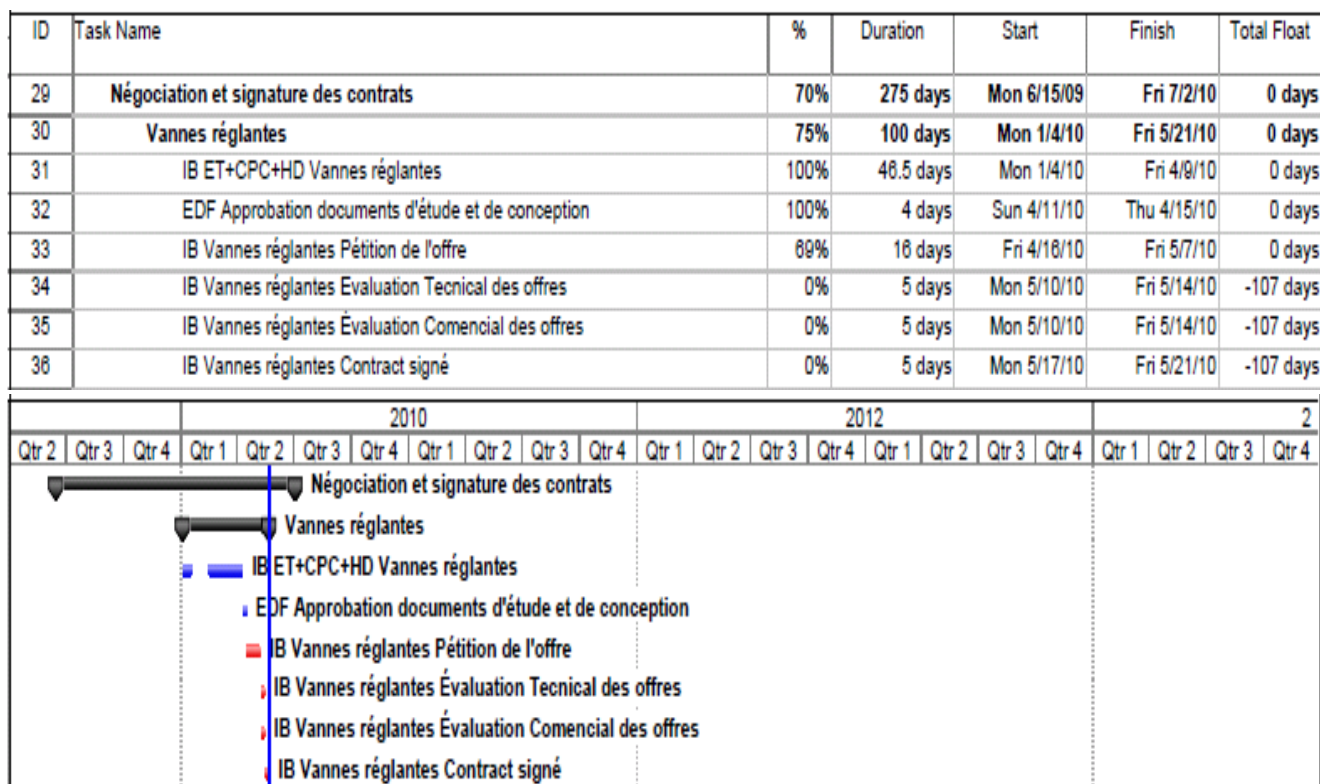 ID Task Name % Duration Start Finish Total Float
29 Négociation et signature des contrats 70% 275 days Mon 6/15/09 Fri 7/2/10 0 days
30 Vannes réglantes 75% 100 days Mon 1/4/10 Fri 5/21/10 0 days
31 IB ET+CPC+HD Vannes réglantes 100% 46.5 days Mon 1/4/10 Fri 4/9/10 0 days
32 EDF Approbation documents d'étude et de conception 100% 4 days Sun 4/11/10 Thu 4/15/10 0 days
33 IB Vannes réglantes Pétition de l'offre 69% 16 days Fri 4/16/10 Fri 5/7/10 0 days
34 IB Vannes réglantes Évaluation Tecnical des offres 0% 5 days Mon 5/10/10 Fri 5/14/10 -107 days
35 IB Vannes réglantes Évaluation Comencial des offres 0% 5 days Mon 5/10/10 Fri 5/14/10 -107 days
36 IB Vannes réglantes Contract signé 0% 5 days Mon 5/17/10 Fri 5/21/10 -107 days
2010 2012 2
Qtr 2 Qtr 3 Qtr 4 Qtr 1 Qtr 2 Qtr 3 Qtr 4 Qtr 1 Qtr 2 Qtr 3 Qtr 4 Qtr 1 Qtr 2 Qtr 3 Qtr 4 Qtr 1 Qtr 2 Qtr 3 Qtr 4 Qtr 1 Qtr 2 Qtr 3 Qtr 4
Négociation et signature des contrats
Vannes réglantes
IB ET+CPC+HD Vannes réglantes
EDF Approbation documents d'étude et de conception
IB Vannes réglantes Pétition de l'offre
IB Vannes réglantes Évaluation Tecnical des offres
IB Vannes réglantes Évaluation Comencial des offres
IB Vannes réglantes Contract signé